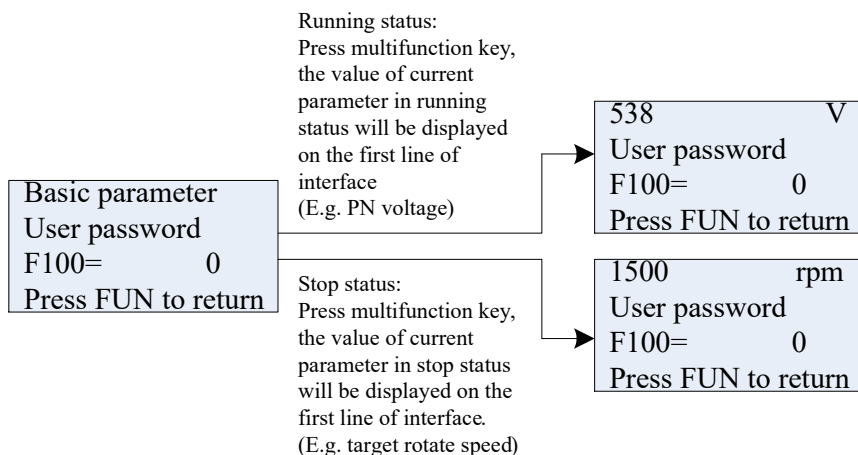 Basic parameter
User password
F100= 0
Press FUN to return
Running status:
Press multifunction key,
the value of current
parameter in running
status will be displayed
on the first line of
interface
(E.g. PN voltage)
538 V
User password
F100= 0
Press FUN to return
Stop status:
Press multifunction key,
the value of current
parameter in stop status
will be displayed on the
first line of interface.
(E.g. target rotate speed)
1500 rpm
User password
F100= 0
Press FUN to return